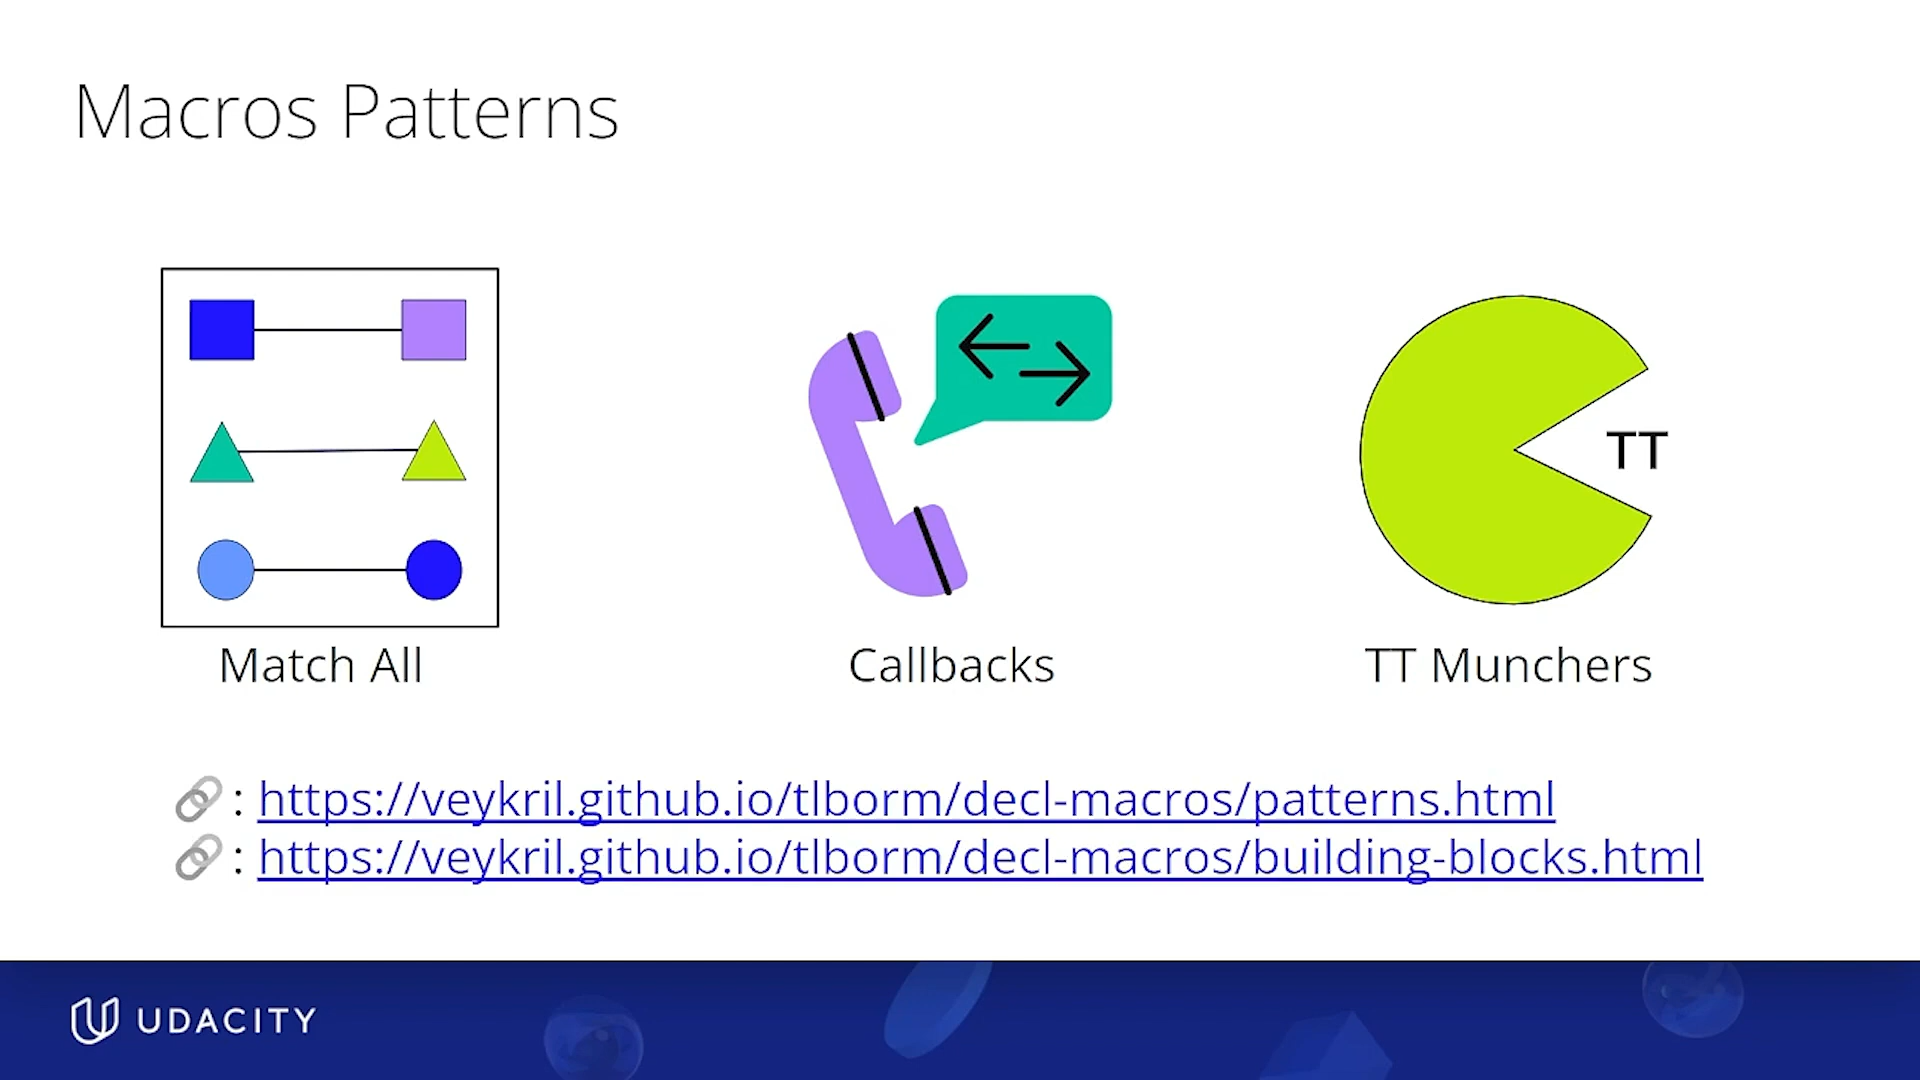 Macros Patterns
TT
Match All
Callbacks
TT Munchers
: https://veykril.github.io/tlborm/decl-macros/patterns.html
: https://veykril.github.io/tlborm/decl-macros/building-blocks.html
UDACITY